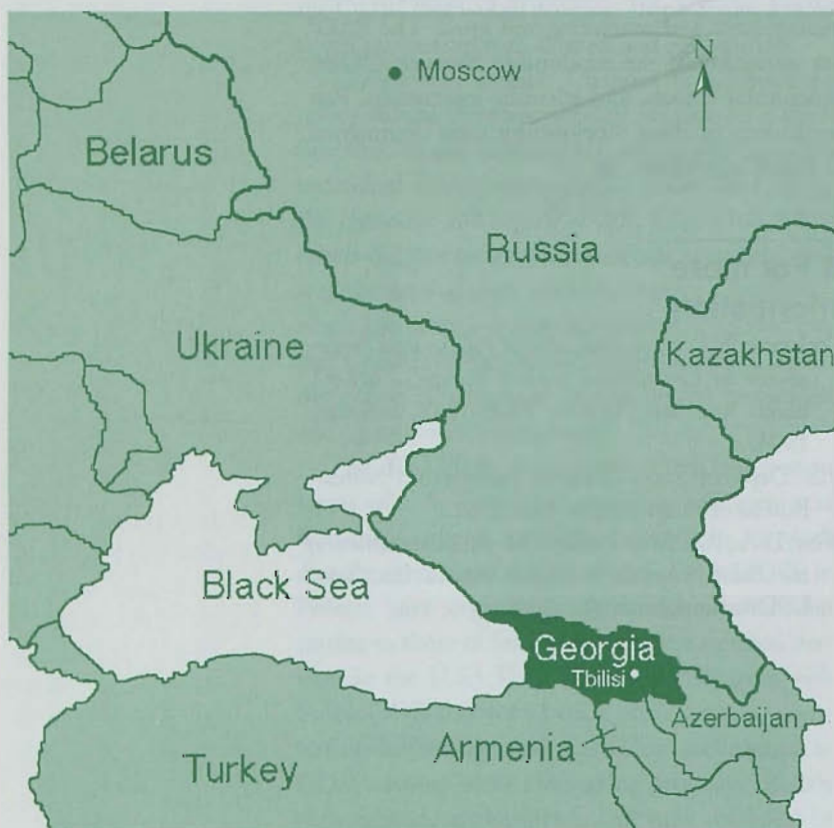 N
Moscow
Belarus
Russia
Ukraine
Kazakhstan
Black Sea
Georgia
Tbilisi
Azerbaijan
Armenia
Turkey